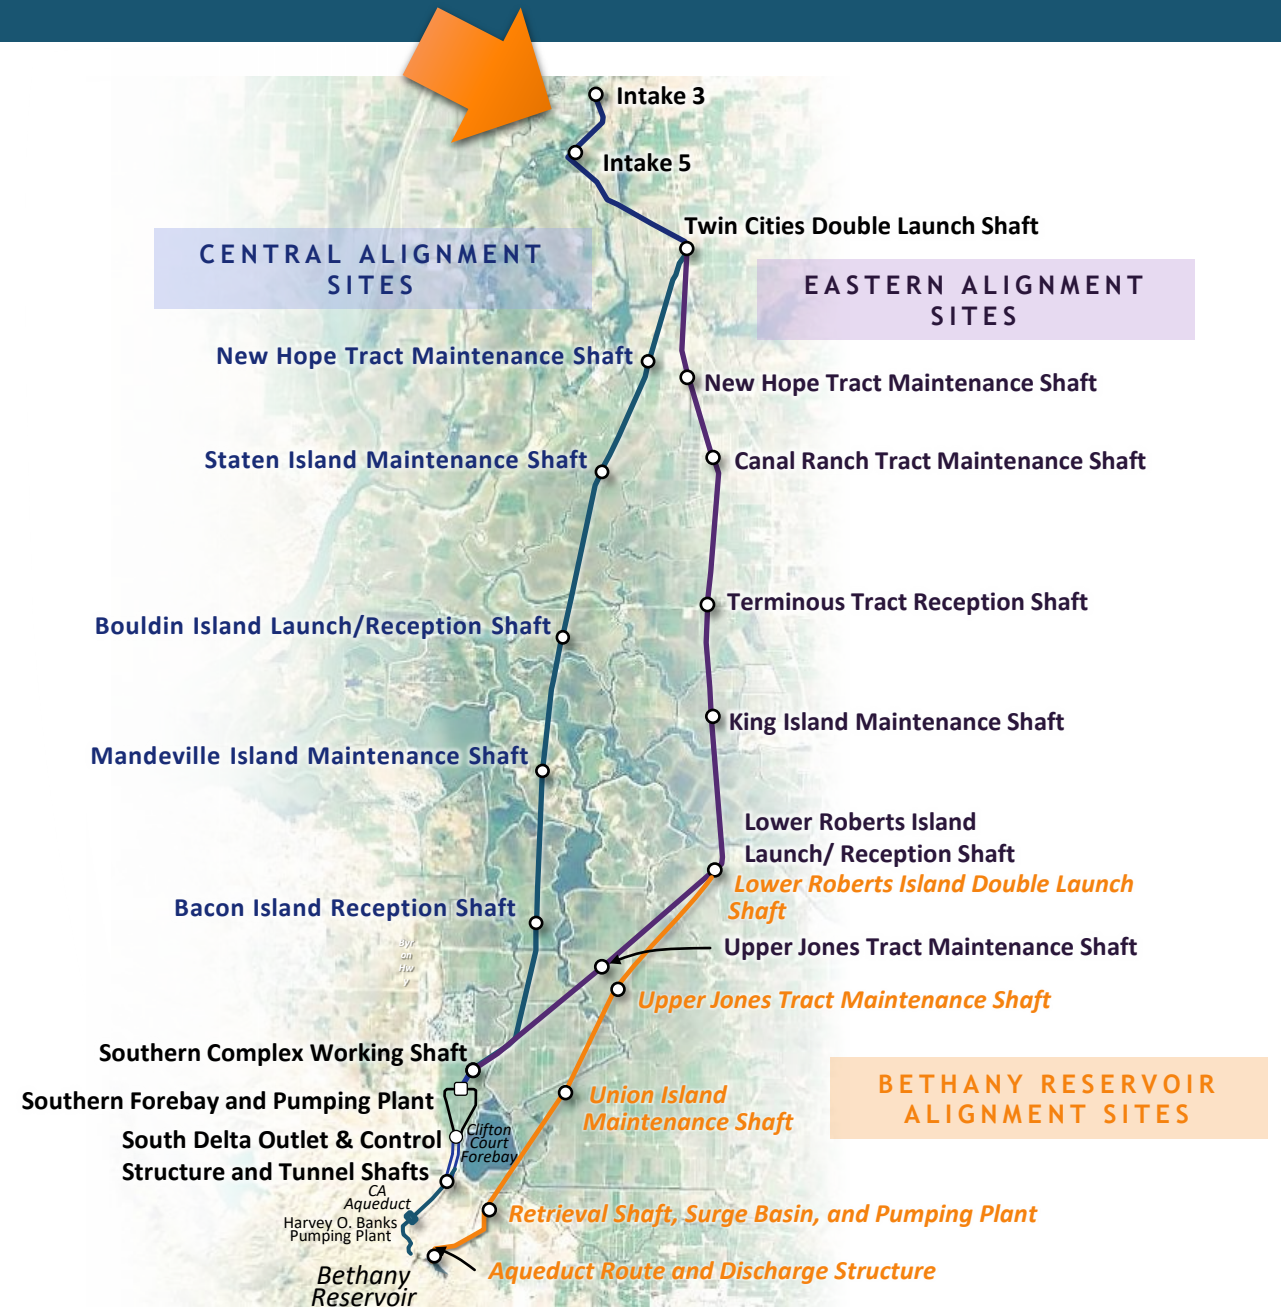 Intake 3
Intake 5
Twin Cities Double Launch Shaft
CENTRAL ALIGNMENT
SITES
EASTERN ALIGNMENT
SITES
New Hope Tract Maintenance Shaft
New Hope Tract Maintenance Shaft
Staten Island Maintenance Shaft
Canal Ranch Tract Maintenance Shaft
Terminous Tract Reception Shaft
Bouldin Island Launch/Reception Shaft
King Island Maintenance Shaft
Mandeville Island Maintenance Shaft
Lower Roberts Island
Launch/ Reception Shaft
Lower Roberts Island Double Launch
Shaft
Bacon Island Reception Shaft
Byr
on
Hw
y
Upper Jones Tract Maintenance Shaft
Upper Jones Tract Maintenance Shaft
Southern Complex Working Shaft
BETHANY RESERVOIR
ALIGNMENT SITES
Southern Forebay and Pumping Plant
Union Island
Maintenance Shaft
South Delta Outlet & Control
Structure and Tunnel Shafts
Clifton
Court
Forebay
CA
Aqueduct
Harvey O. Banks
Pumping Plant
Retrieval Shaft, Surge Basin, and Pumping Plant
Aqueduct Route and Discharge Structure
Bethany
Reservoir